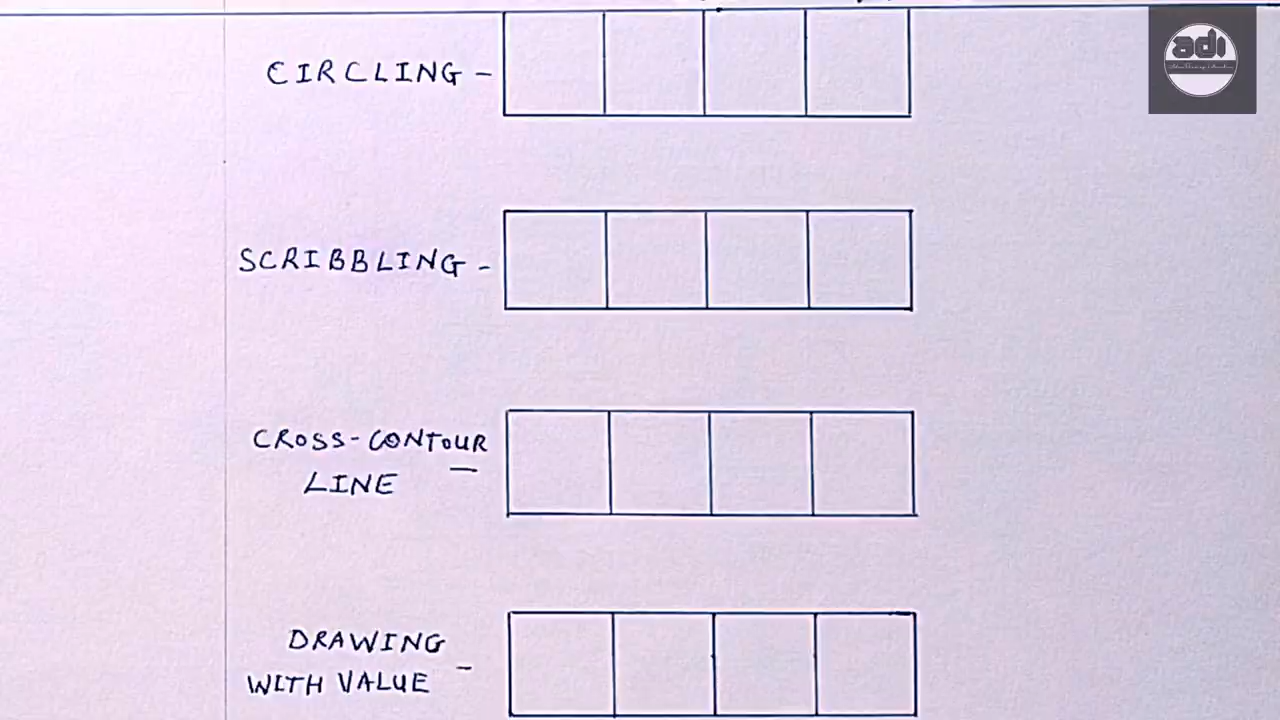 adi
CIRCLING -
SCRIBBLING -
CROSS-CONTOUR
LINE -
DRAWING
WITH VALUE -